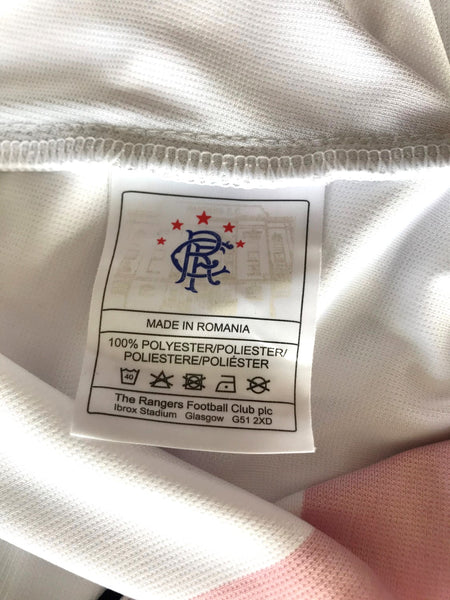 RFC
MADE IN ROMANIA
100% POLYESTER/POLIESTER/
POLIESTERE/POLIÉSTER
40
The Rangers Football Club plc
Ibrox Stadium Glasgow G51 2XD